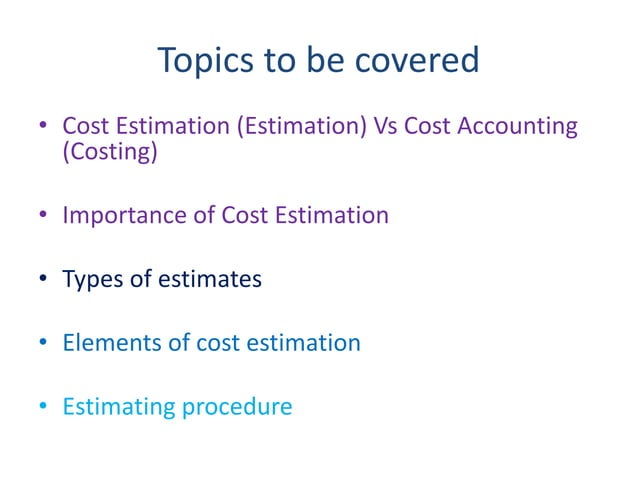 Topics to be covered
• Cost Estimation (Estimation) Vs Cost Accounting
(Costing)
• Importance of Cost Estimation
• Types of estimates
• Elements of cost estimation
• Estimating procedure